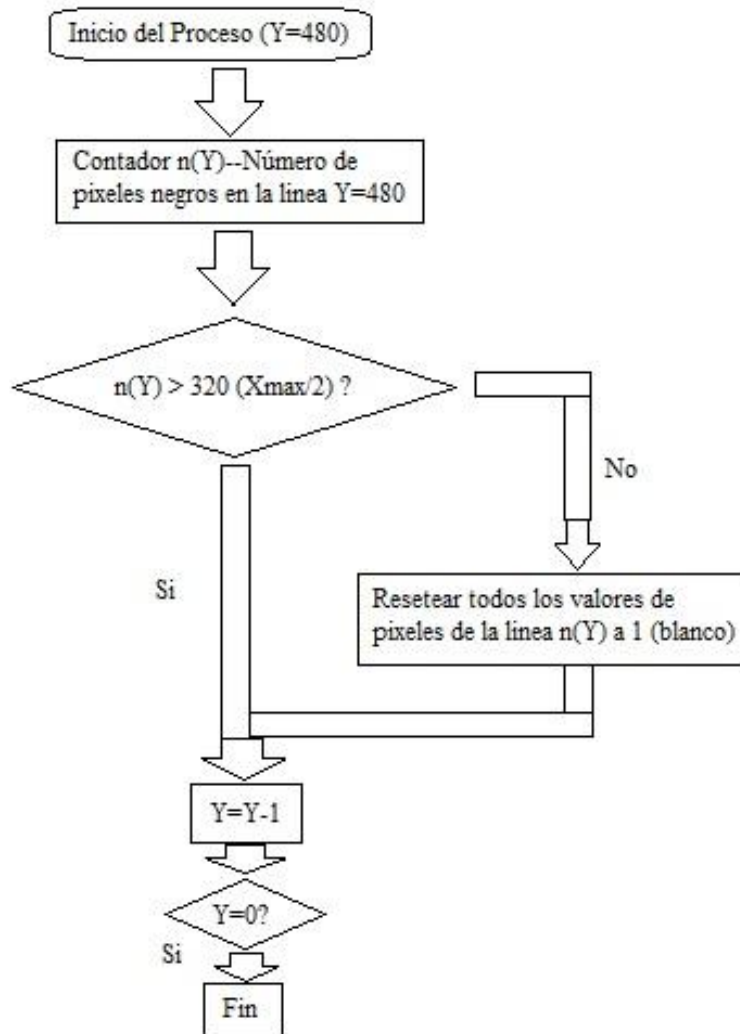 Inicio del Proceso (Y=480)
Contador n(Y)--Número de
pixeles negros en la linea Y=480
n(Y) > 320 (Xmax/2) ?
No
Si
Resetear todos los valores de
pixeles de la linea n(Y) a 1 (blanco)
Y=Y-1
Y=0?
Si
Fin